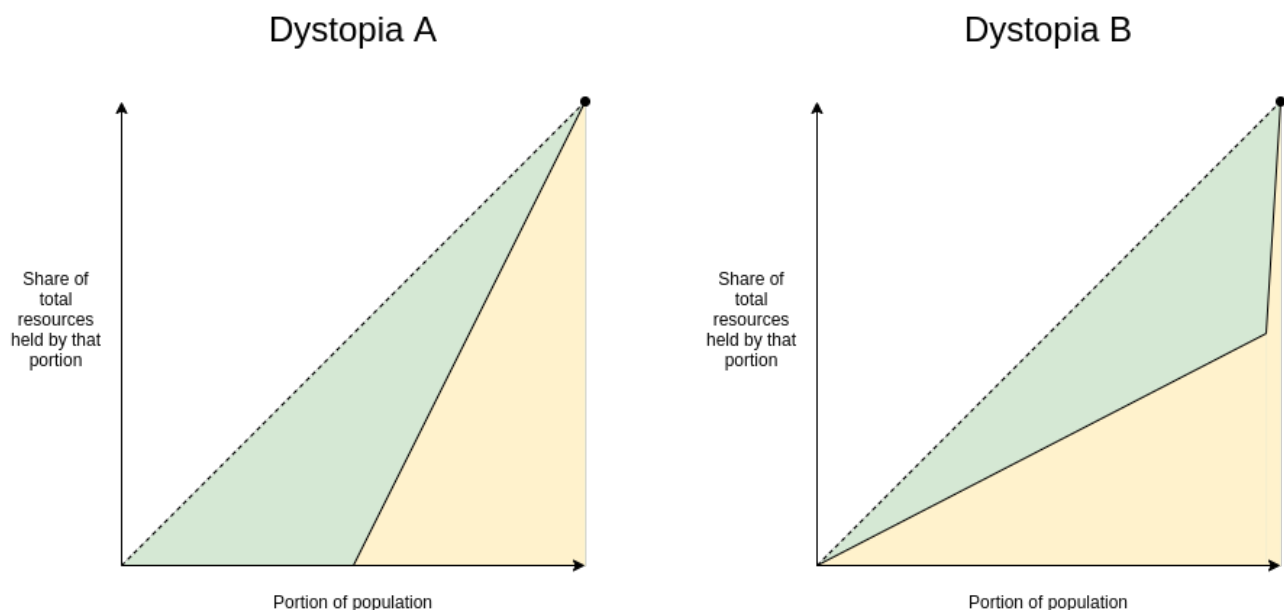 Dystopia A
Share of
total
resources
held by that
portion
Portion of population
Dystopia B
Share of
total
resources
held by that
portion
Portion of population